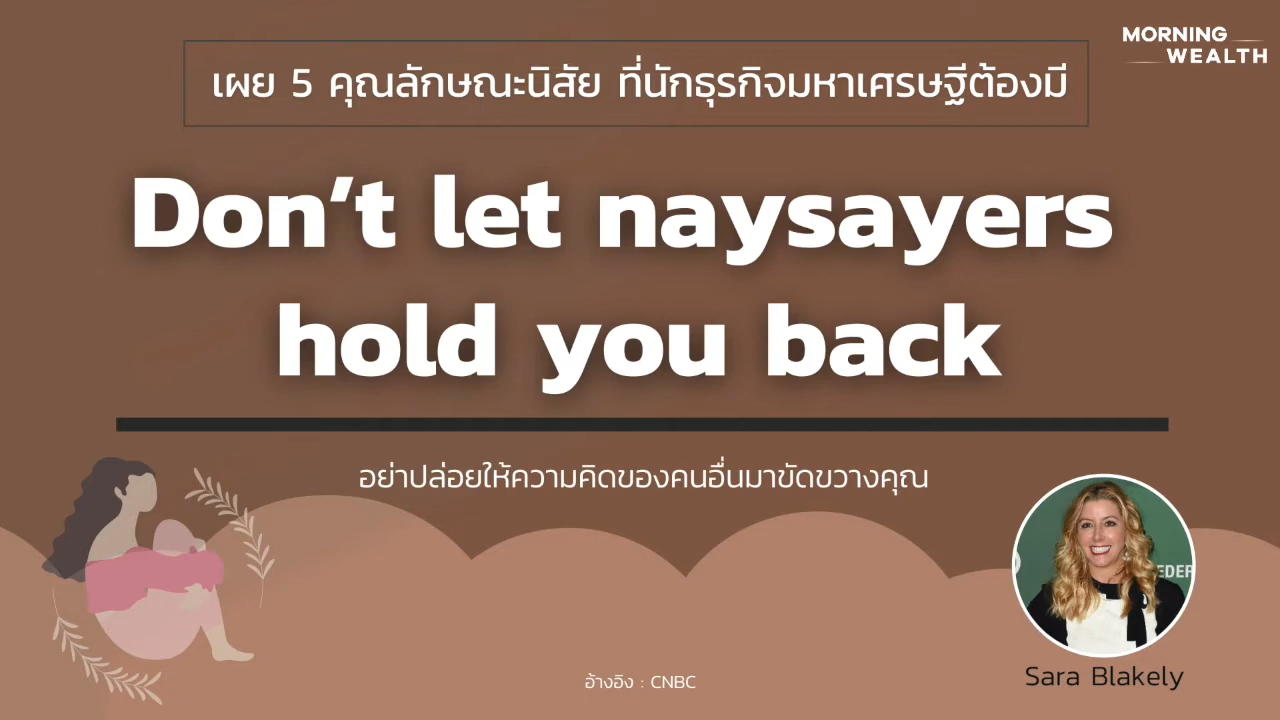 MORNING
WEALTH
เผย 5 คุณลักษณะนิสัย ที่นักธุรกิจมหาเศรษฐีต้องมี
Don't let naysayers
hold you back
อย่าปล่อยให้ความคิดของคนอื่นมาขัดขวางคุณ
EDER
Sara Blakely
อ้างอิง : CNBC